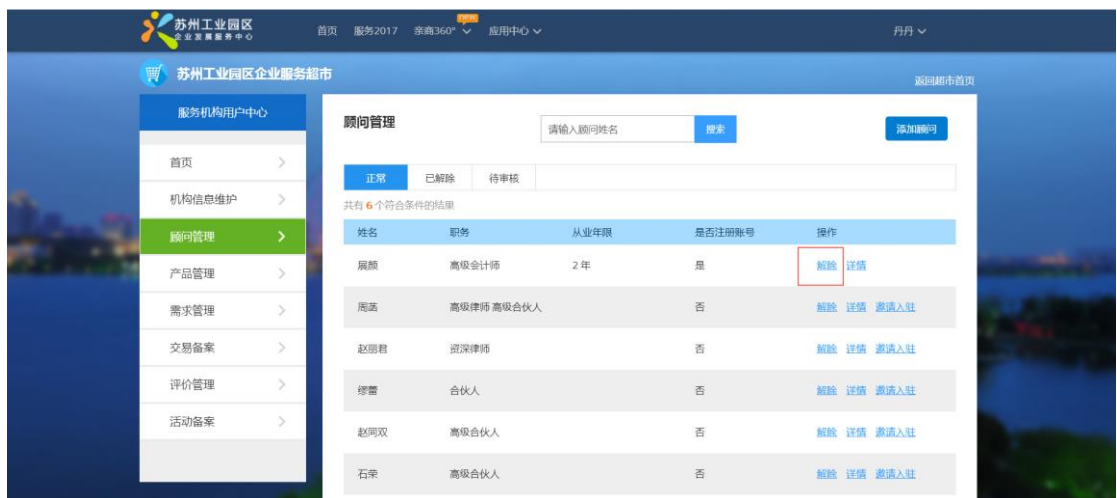 苏州工业园区
企业发展服务中心
首页 服务2017 亲商360° new 应用中心
丹丹
苏州工业园区企业服务超市
返回超市首页
服务机构用户中心
首页
机构信息维护
顾问管理
产品管理
需求管理
交易备案
评价管理
活动备案
顾问管理
请输入顾问姓名 搜索
添加顾问
正常 已解除 待审核
共有 6 个符合条件的结果
姓名 职务 从业年限 是否注册账号 操作
展颜 高级会计师 2 年 是 解除 详情
周菡 高级律师 高级合伙人 否 解除 详情 邀请入驻
赵丽君 资深律师 否 解除 详情 邀请入驻
缪蕾 合伙人 否 解除 详情 邀请入驻
赵同双 高级合伙人 否 解除 详情 邀请入驻
石荣 高级合伙人 否 解除 详情 邀请入驻